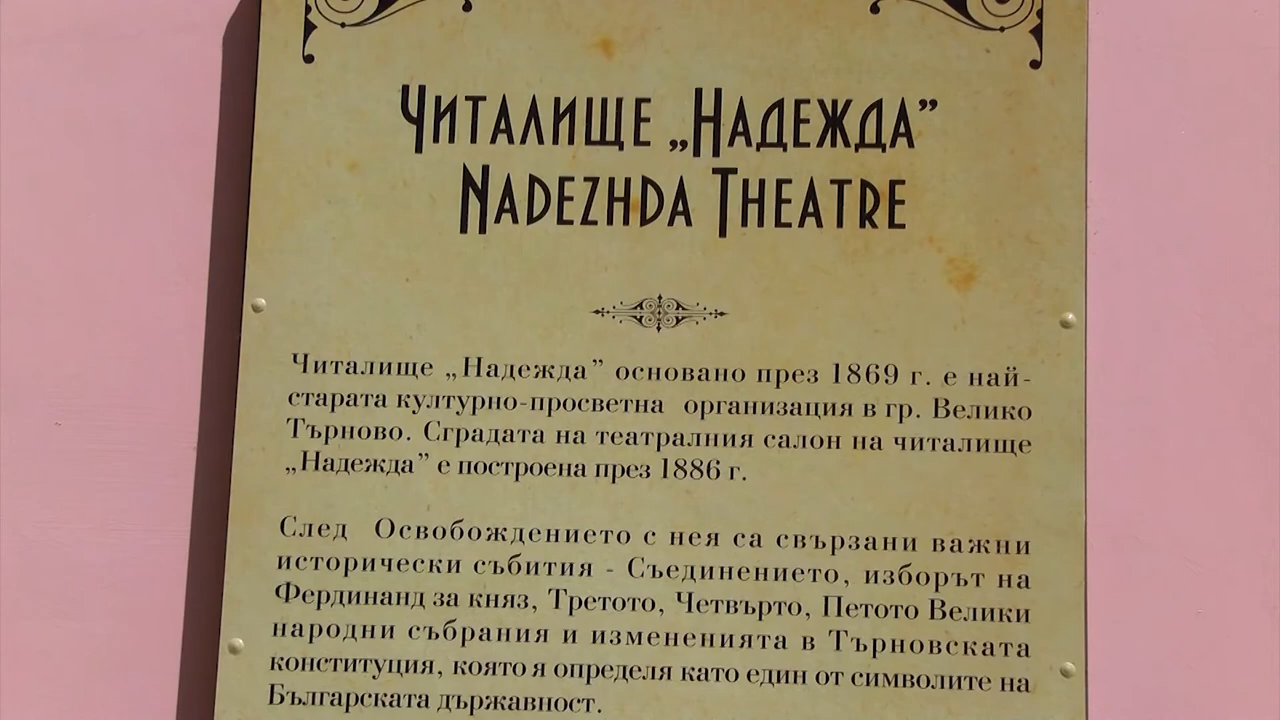 Читалище „Надежда”
Nadezhda Theatre
Читалище „Надежда” основано през 1869 г. е най-
старата културно-просветна организация в гр. Велико
Търново. Сградата на театралния салон на читалище
„Надежда” е построена през 1886 г.
След Освобождението с нея са свързани важни
исторически събития - Съединението, изборът на
Фердинанд за княз, Третото, Четвърто, Петото Велики
народни събрания и измененията в Търновската
конституция, която я определя като един от символите на
Българската държавност.